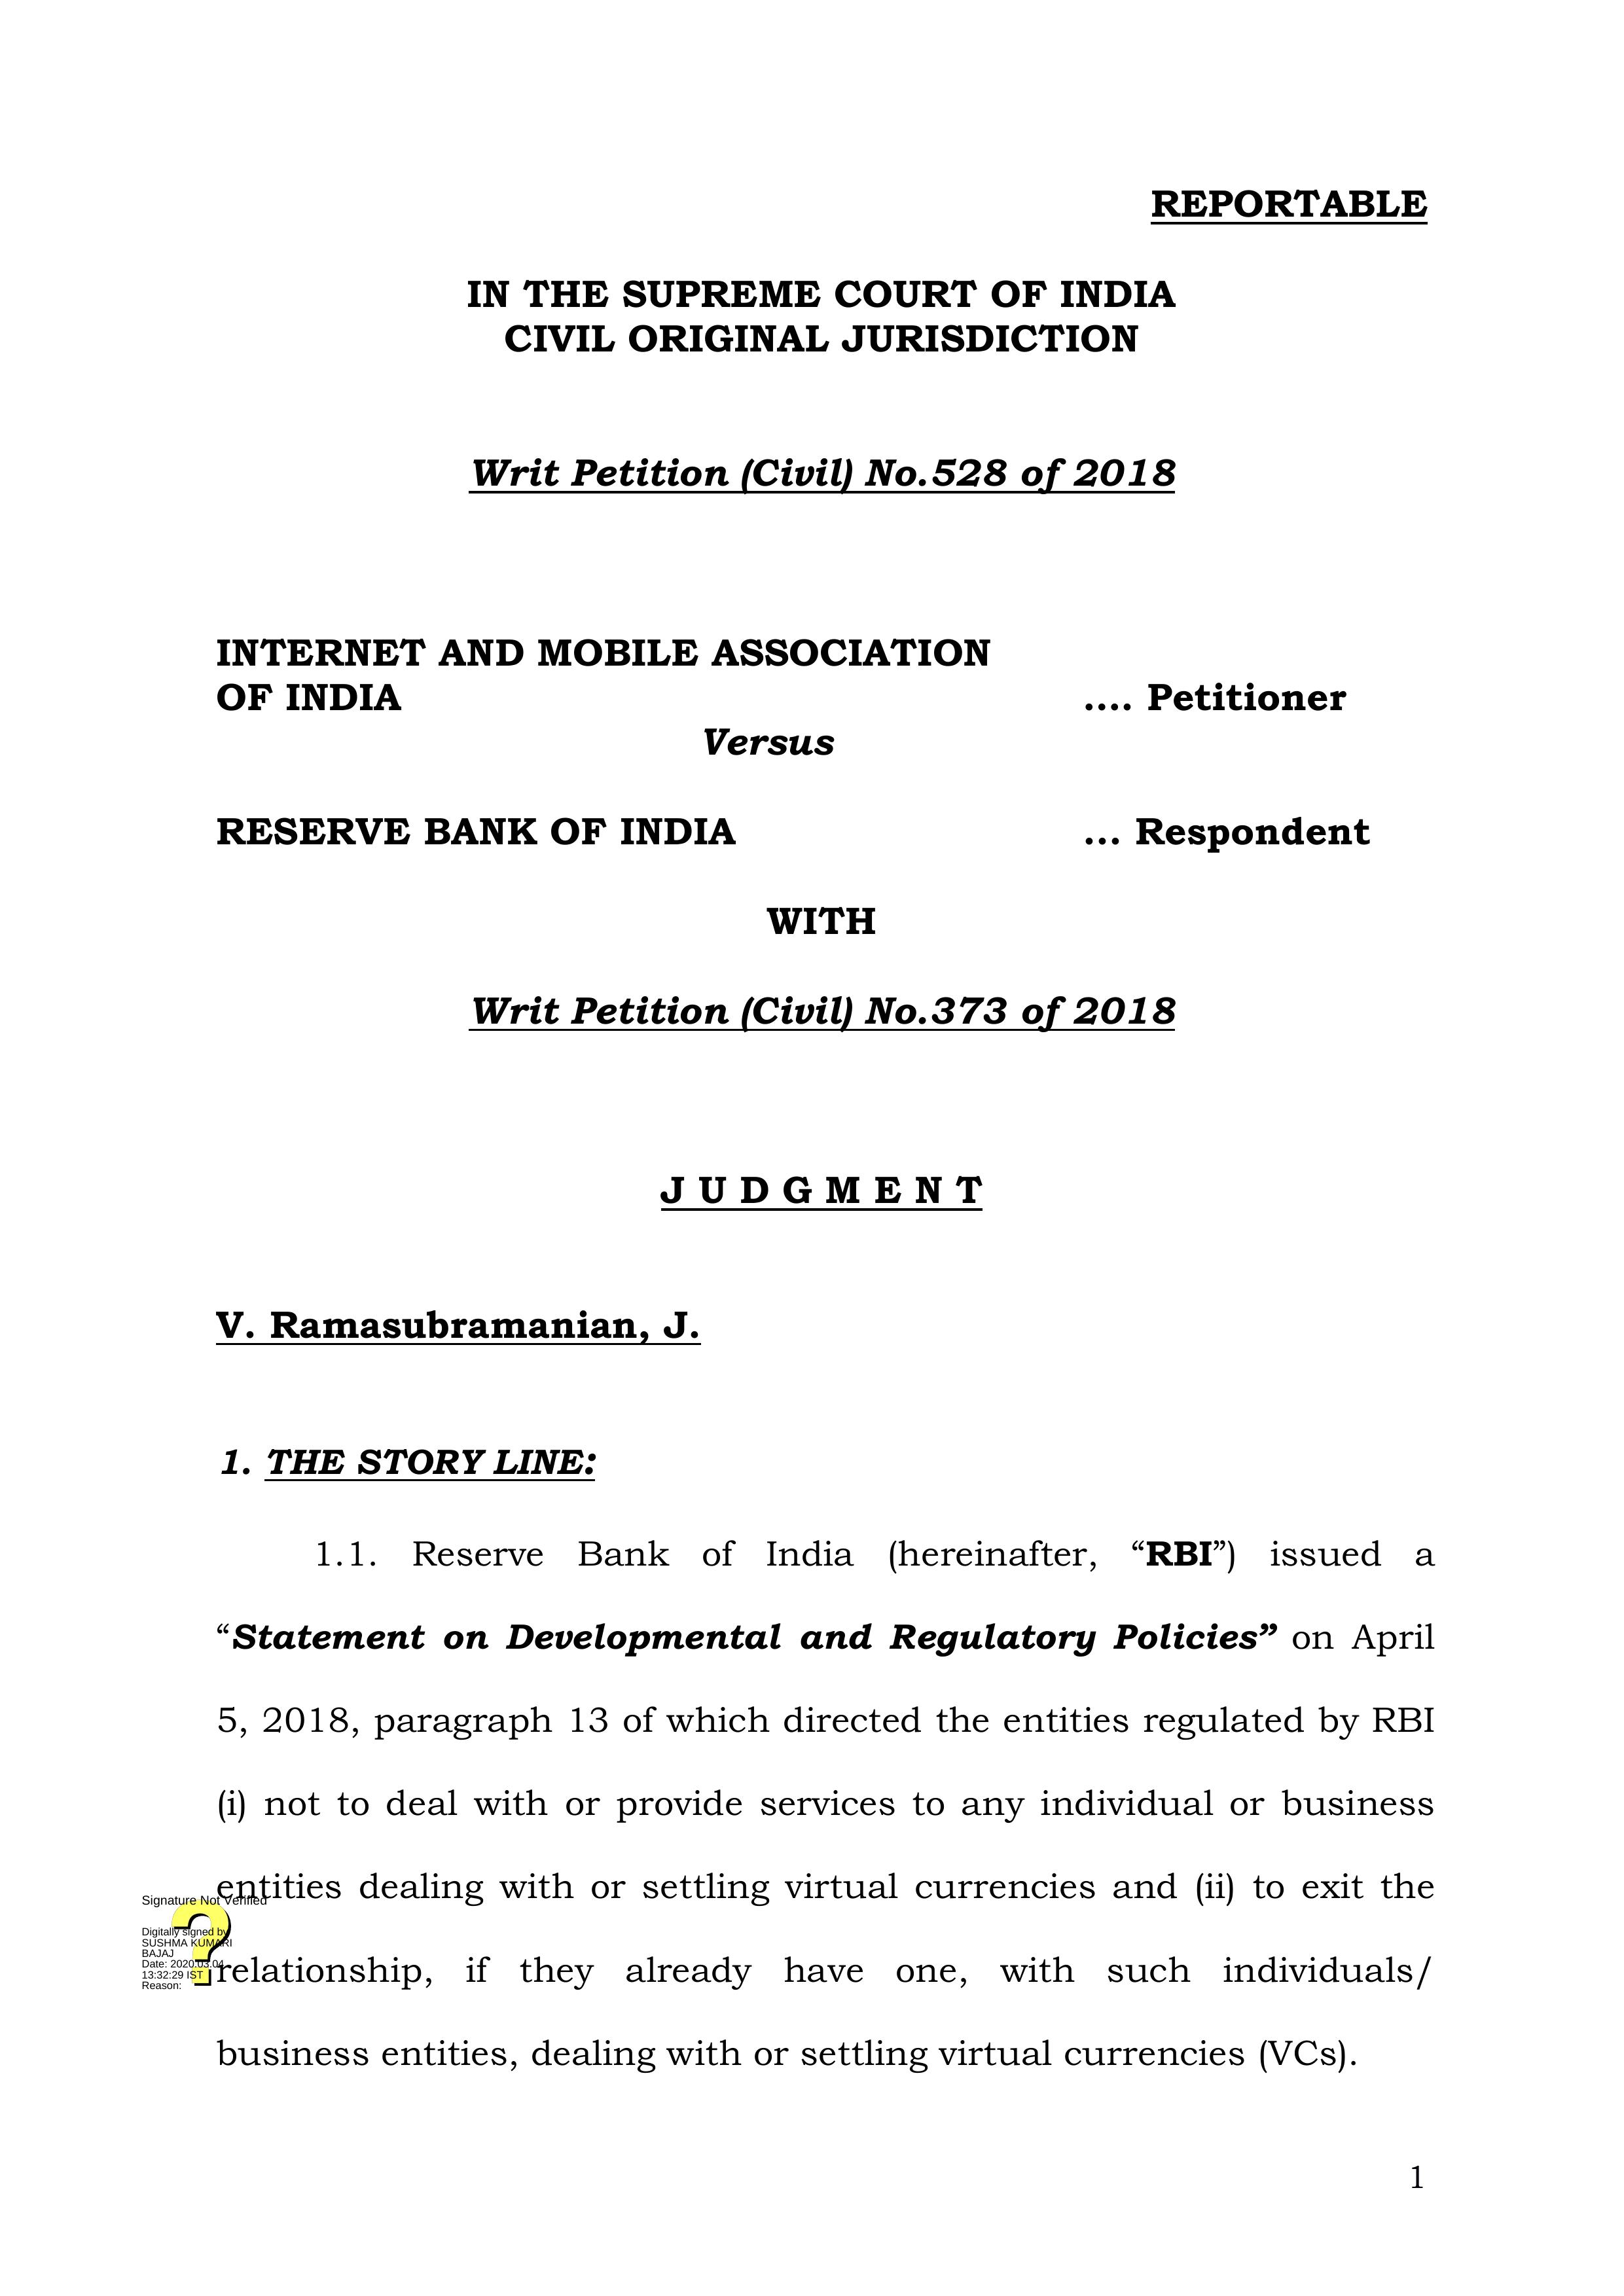 REPORTABLE
IN THE SUPREME COURT OF INDIA
CIVIL ORIGINAL JURISDICTION
Writ Petition (Civil) No.528 of 2018
INTERNET AND MOBILE ASSOCIATION
OF INDIA .... Petitioner
Versus
RESERVE BANK OF INDIA ... Respondent
WITH
Writ Petition (Civil) No.373 of 2018
J U D G M E N T
V. Ramasubramanian, J.
1. THE STORY LINE:
1.1. Reserve Bank of India (hereinafter, “RBI”) issued a
“Statement on Developmental and Regulatory Policies” on April
5, 2018, paragraph 13 of which directed the entities regulated by RBI
(i) not to deal with or provide services to any individual or business
entities dealing with or settling virtual currencies and (ii) to exit the
relationship, if they already have one, with such individuals/
business entities, dealing with or settling virtual currencies (VCs).
Signature Not Verified
Digitally signed by
SUSHMA KUMARI
BAJAJ
Date: 2020.03.04
13:32:29 IST
Reason:
1